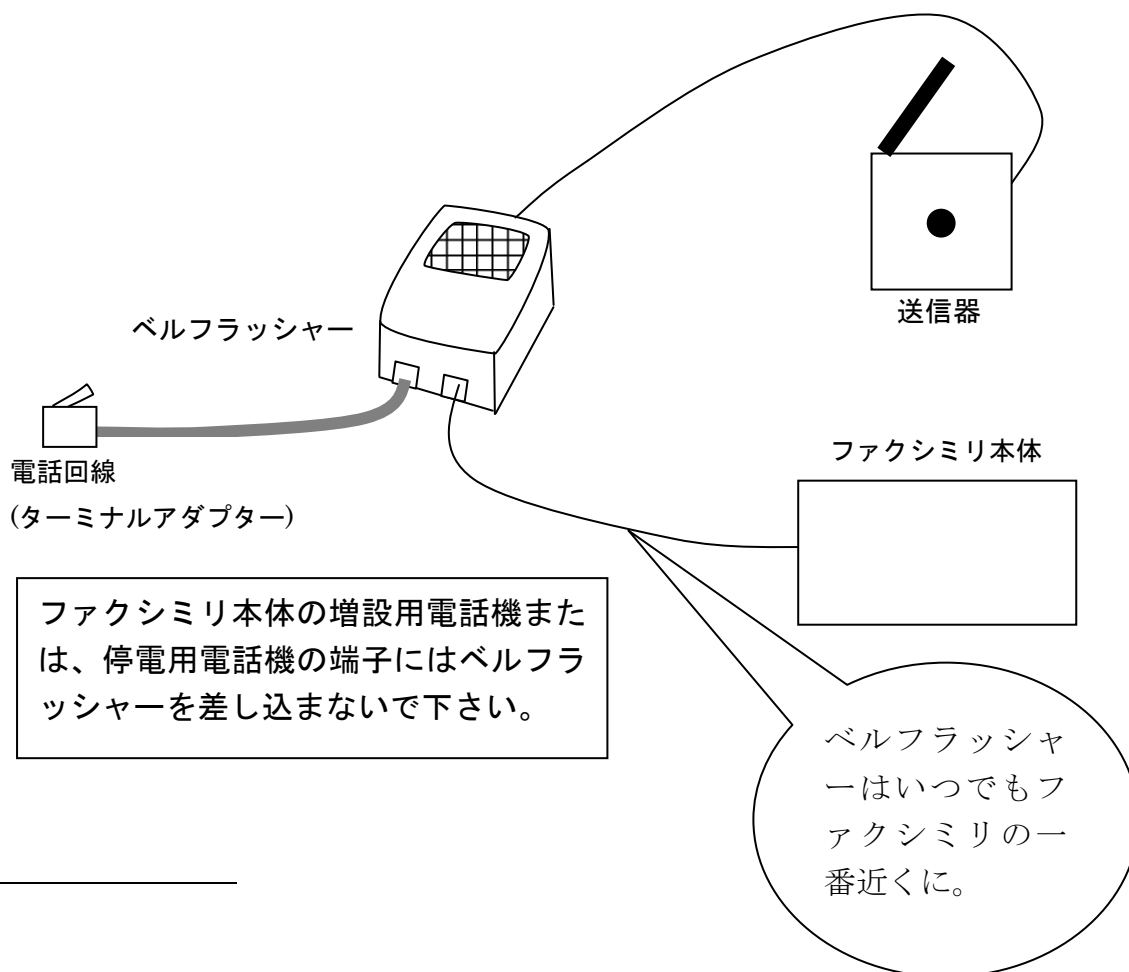 送信器
ベルフラッシャー
電話回線
(ターミナルアダプター)
ファクシミリ本体
ファクシミリ本体の増設用電話機また
は、停電用電話機の端子にはベルフラ
ッシャーを差し込まないで下さい。
ベルフラッシャ
ーはいつでもフ
ァクシミリの一
番近くに。